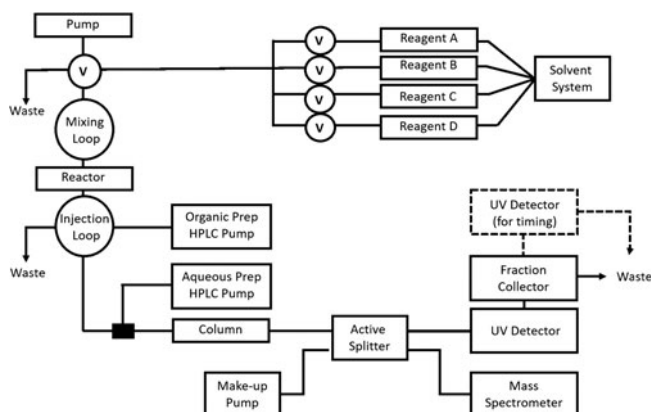 Pump
V
Waste
Mixing
Loop
Reactor
Injection
Loop
Waste
V
Reagent A
V
Reagent B
V
Reagent C
V
Reagent D
Solvent
System
Organic Prep
HPLC Pump
Aqueous Prep
HPLC Pump
Column
Active
Splitter
Make-up
Pump
UV Detector
(for timing)
Fraction
Collector
Waste
UV Detector
Mass
Spectrometer